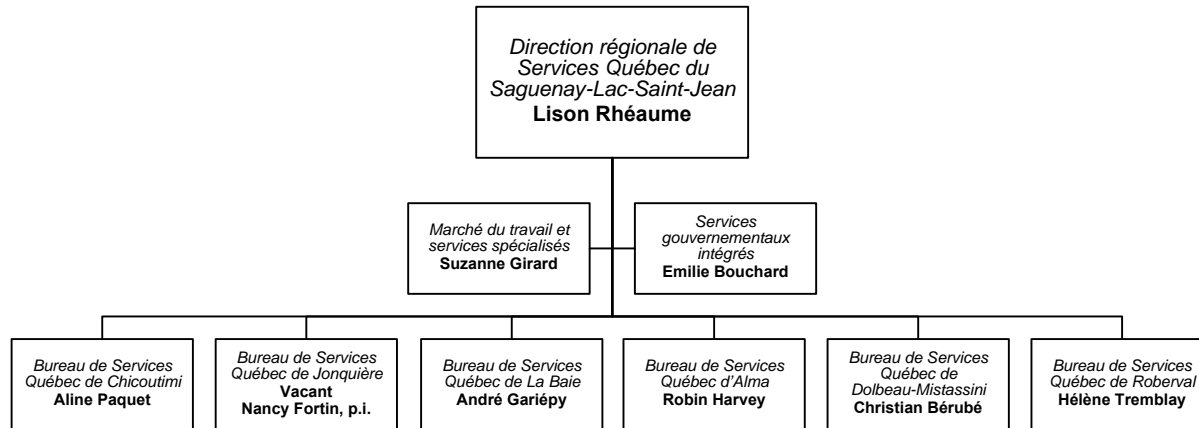 Direction régionale de
Services Québec du
Saguenay-Lac-Saint-Jean
Lison Rhéaume
Marché du travail et
services spécialisés
Suzanne Girard
Services
gouvernementaux
intégrés
Emilie Bouchard
Bureau de Services
Québec de Chicoutimi
Aline Paquet
Bureau de Services
Québec de Jonquière
Vacant
Nancy Fortin, p.i.
Bureau de Services
Québec de La Baie
André Gariépy
Bureau de Services
Québec d’Alma
Robin Harvey
Bureau de Services
Québec de
Dolbeau-Mistassini
Christian Bérubé
Bureau de Services
Québec de Roberval
Hélène Tremblay